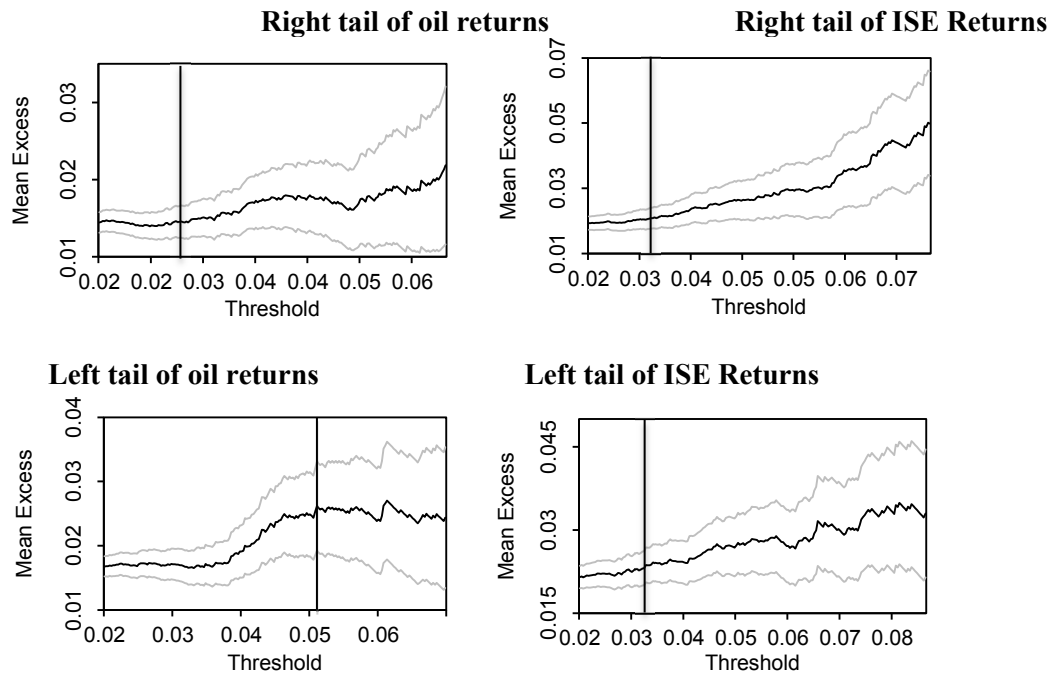 Right tail of oil returns
Right tail of ISE Returns
Mean Excess
0.03
0.02
0.01
0.02 0.02 0.03 0.04 0.04 0.05 0.06
Threshold
Mean Excess
0.07
0.05
0.03
0.01
0.02 0.03 0.04 0.05 0.05 0.06 0.07
Threshold
Left tail of oil returns
Left tail of ISE Returns
Mean Excess
0.04
0.03
0.02
0.01
0.02 0.03 0.04 0.05 0.06
Threshold
Mean Excess
0.045
0.03
0.015
0.02 0.03 0.04 0.05 0.06 0.07 0.08
Threshold